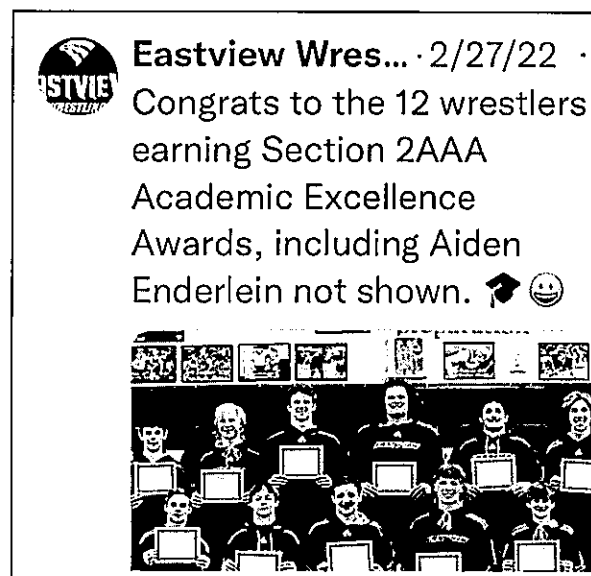 Eastview Wres... · 2/27/22 ·
Congrats to the 12 wrestlers
earning Section 2AAA
Academic Excellence
Awards, including Aiden
Enderlein not shown. 🎓😀